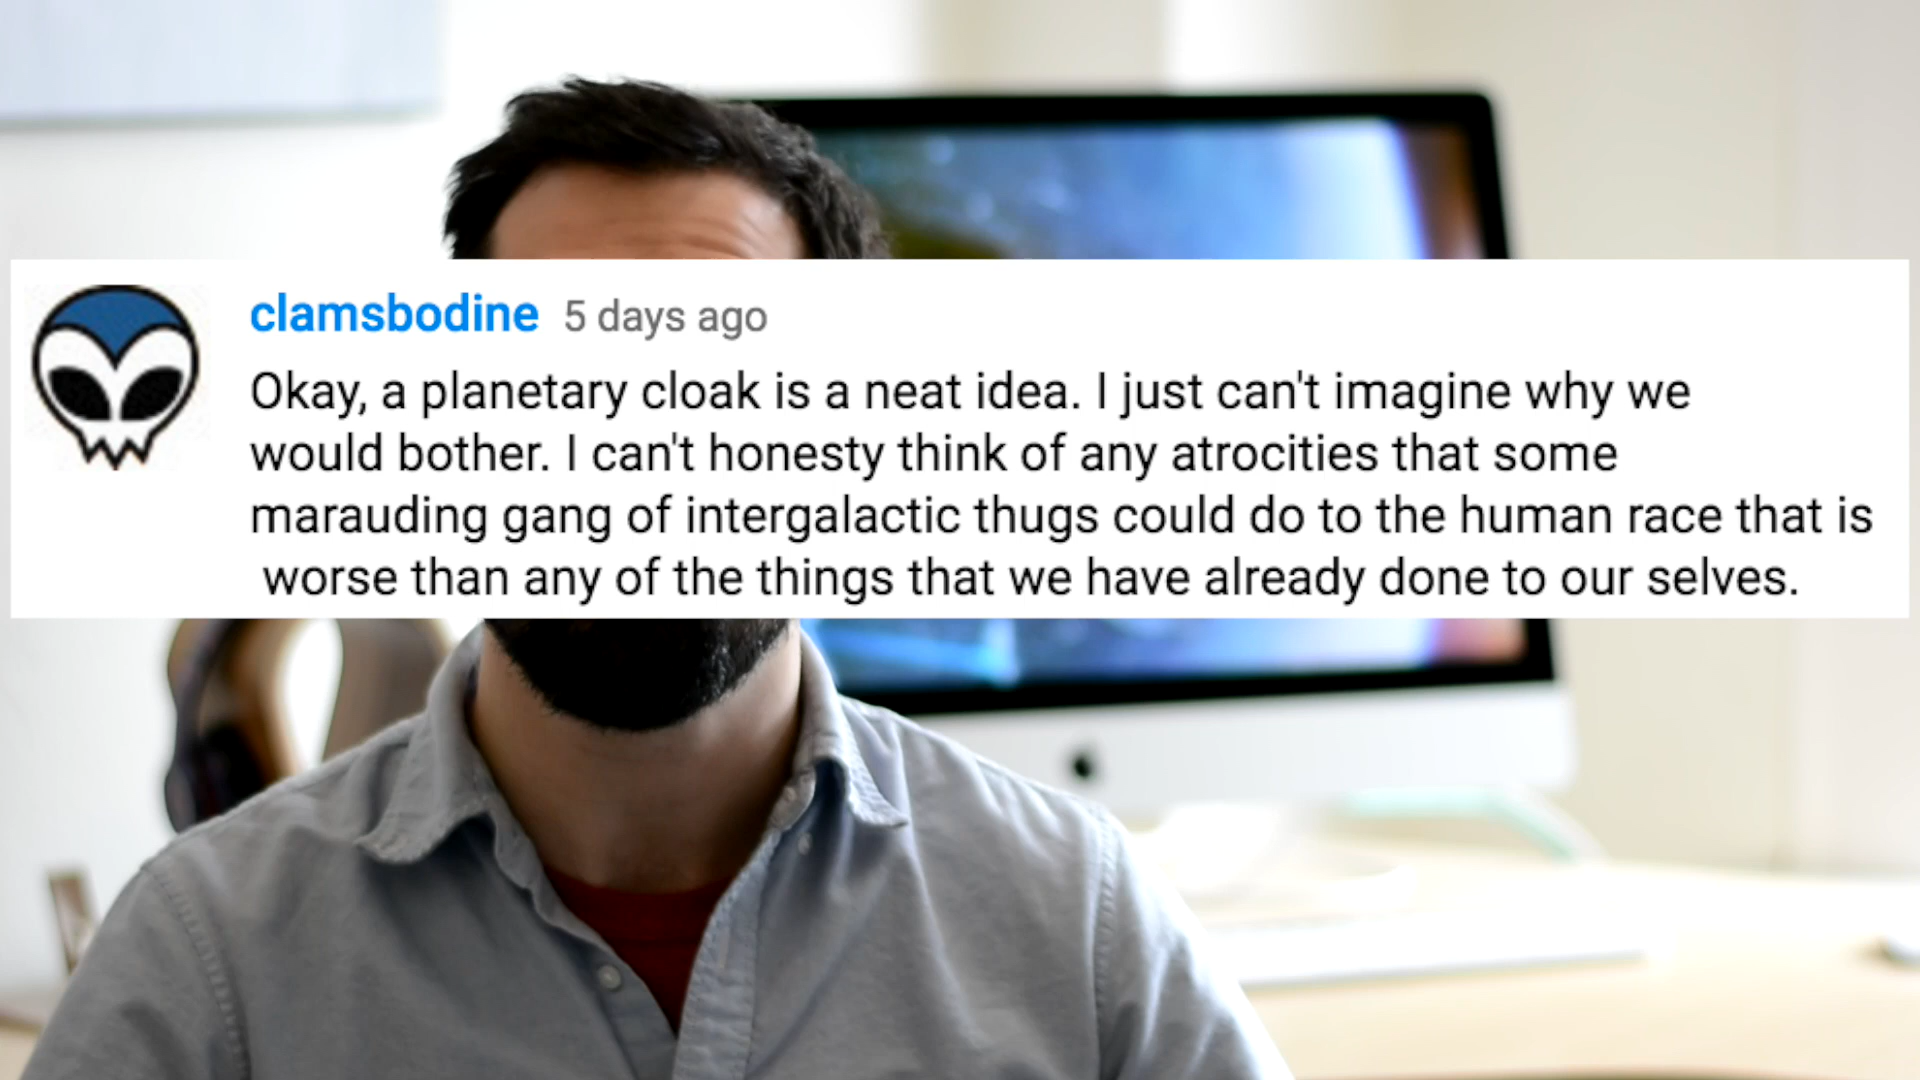 clamsbodine 5 days ago
Okay, a planetary cloak is a neat idea. I just can't imagine why we
would bother. I can't honesty think of any atrocities that some
marauding gang of intergalactic thugs could do to the human race that is
worse than any of the things that we have already done to our selves.